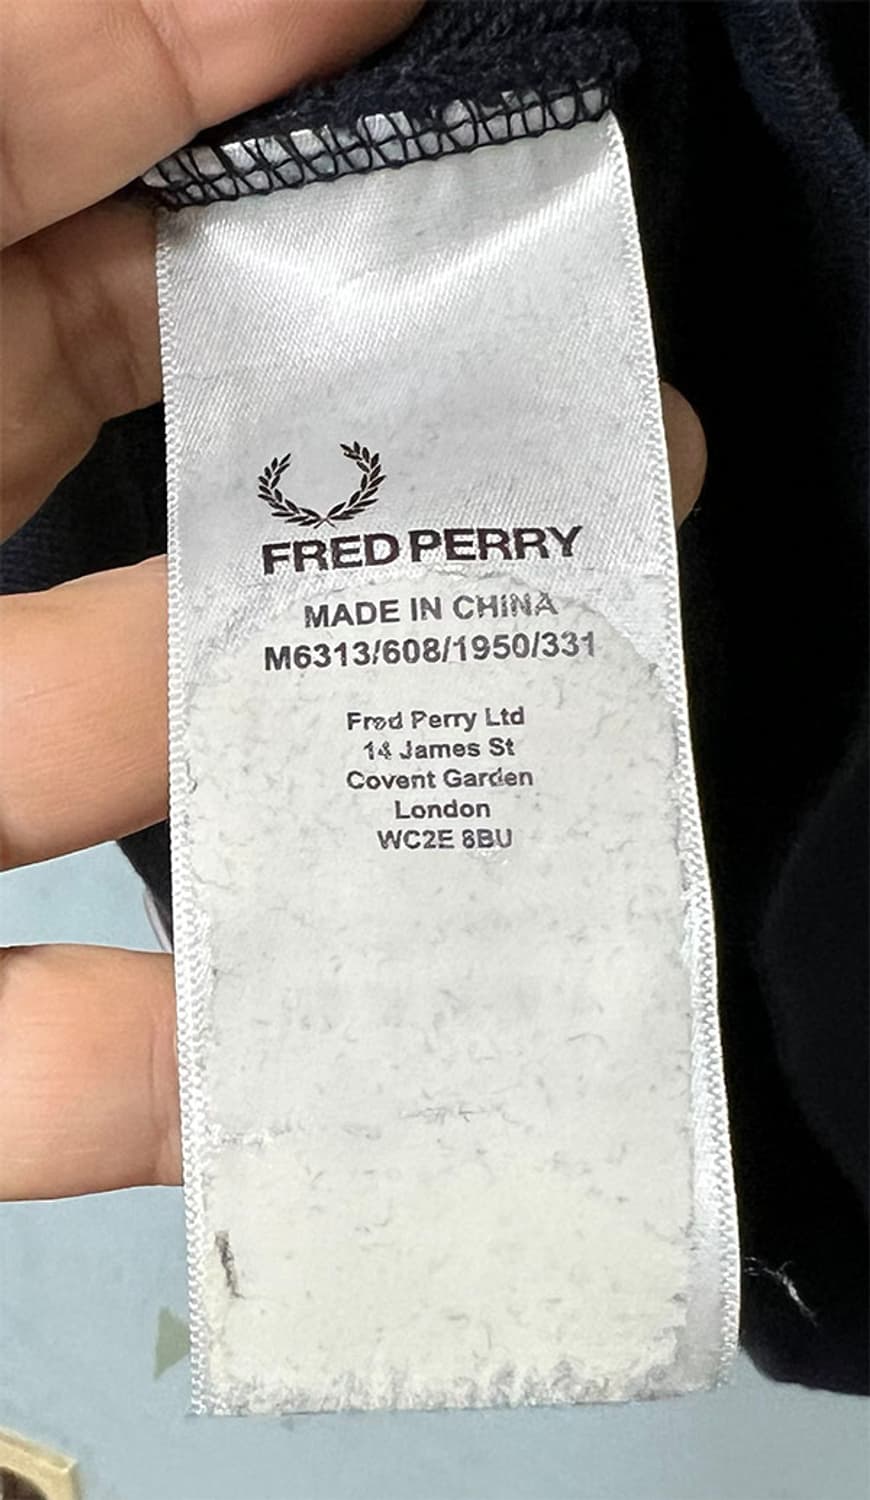 FRED PERRY
MADE IN CHINA
M6313/608/1950/331
Fred Perry Ltd
14 James St
Covent Garden
London
WC2E 8BU